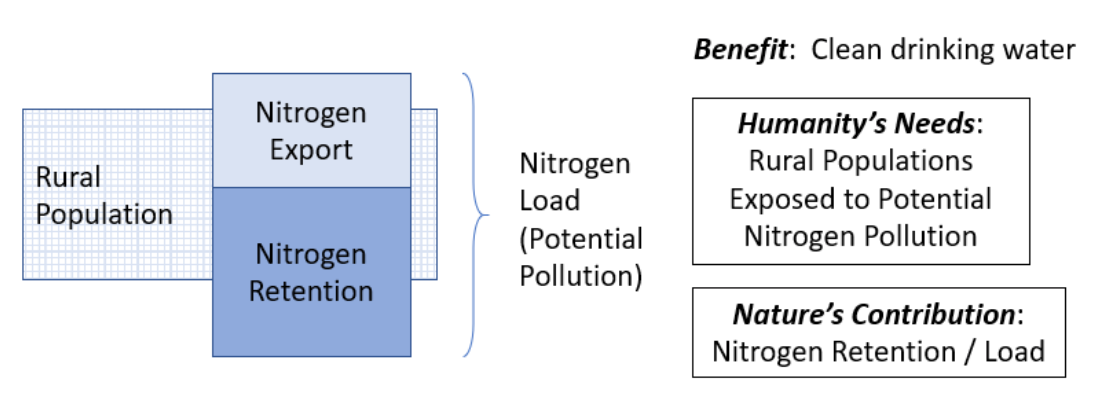 Rural
Population
Nitrogen
Export
Nitrogen
Retention
Nitrogen
Load
(Potential
Pollution)
Benefit:  Clean drinking water
Humanity’s Needs:
Rural Populations
Exposed to Potential
Nitrogen Pollution
Nature’s Contribution:
Nitrogen Retention / Load